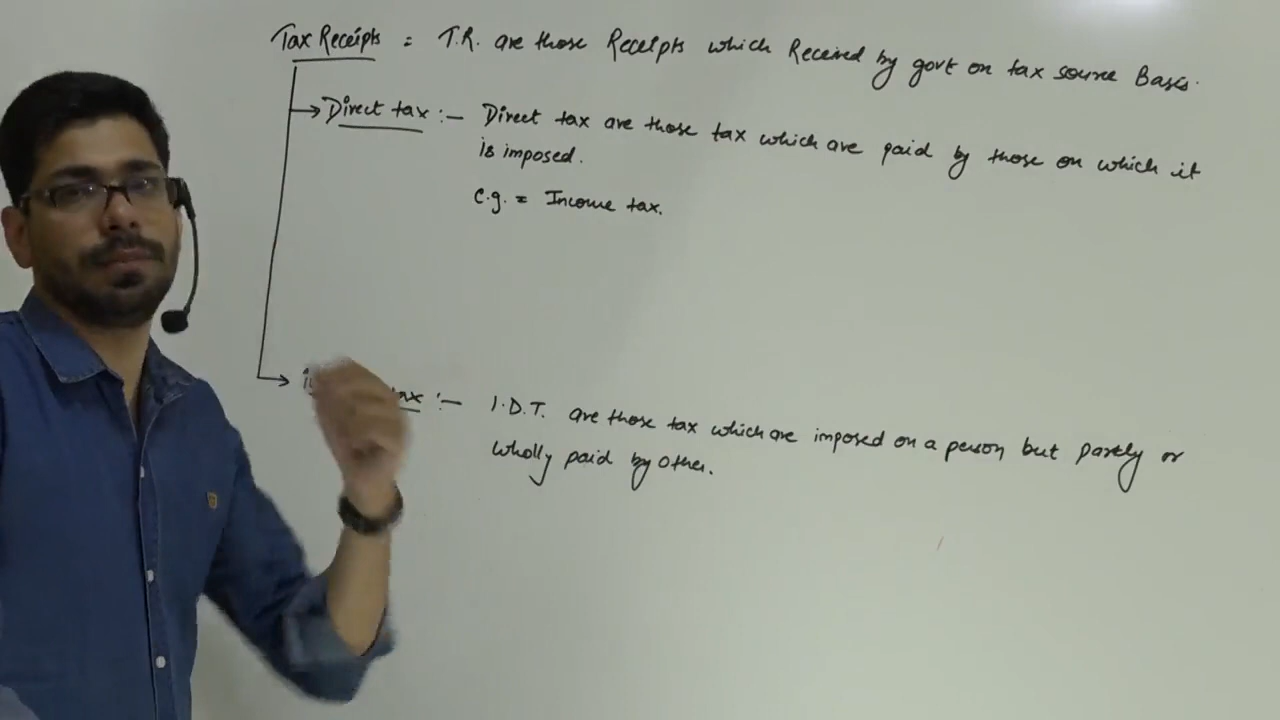 Tax Receipts = T.R. are those Receipts which Received by govt on tax source Basis.
Direct tax :- Direct tax are those tax which are paid by those on which it
is imposed.
e.g. = Income tax.
tax :- I.D.T. are those tax which are imposed on a person but partly or
wholly paid by other.